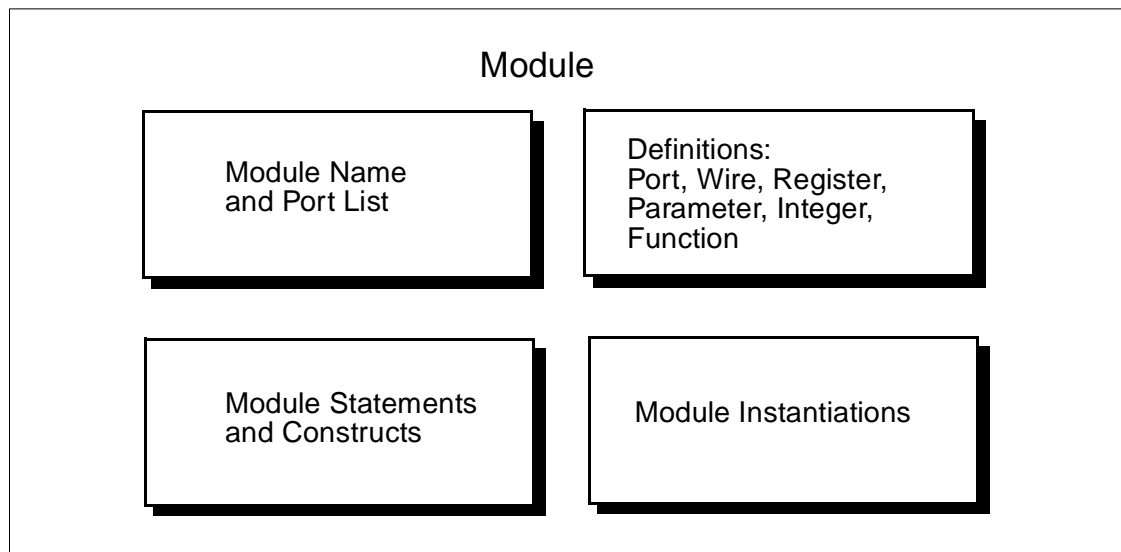 Module
Module Name
and Port List
Definitions:
Port, Wire, Register,
Parameter, Integer,
Function
Module Statements
and Constructs
Module Instantiations